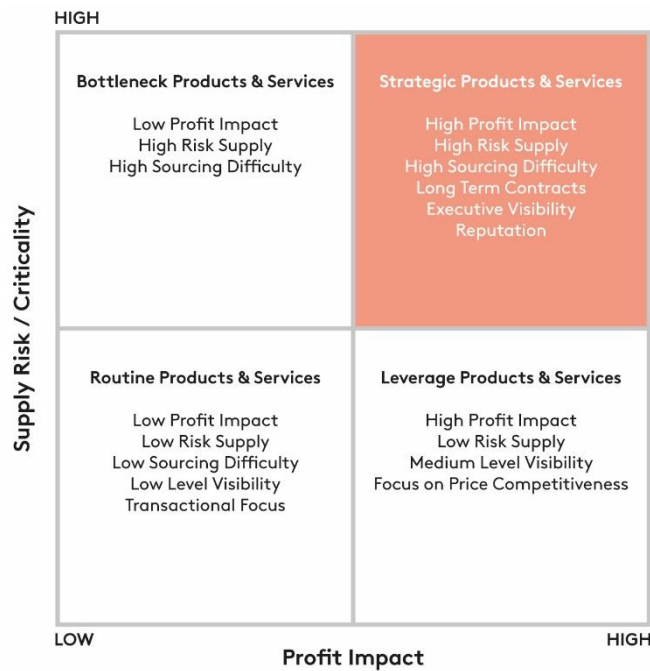 HIGH
Bottleneck Products & Services
Low Profit Impact
High Risk Supply
High Sourcing Difficulty
Strategic Products & Services
High Profit Impact
High Risk Supply
High Sourcing Difficulty
Long Term Contracts
Executive Visibility
Reputation
Supply Risk / Criticality
Routine Products & Services
Low Profit Impact
Low Risk Supply
Low Sourcing Difficulty
Low Level Visibility
Transactional Focus
Leverage Products & Services
High Profit Impact
Low Risk Supply
Medium Level Visibility
Focus on Price Competitiveness
LOW
Profit Impact
HIGH